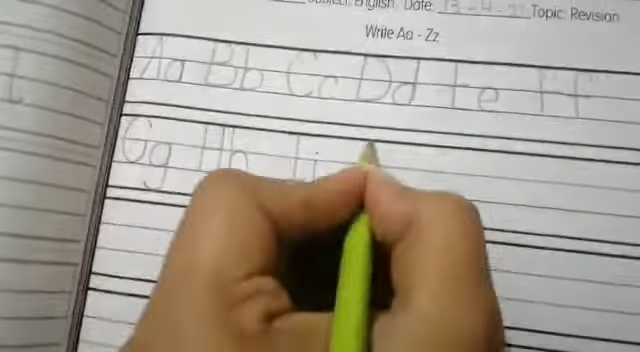 Subject: English Date: 13-4-2 Topic: Revision
Write Aa - Zz
Aa Bb Cc Dd Ee Ff
Gg Hh Ii